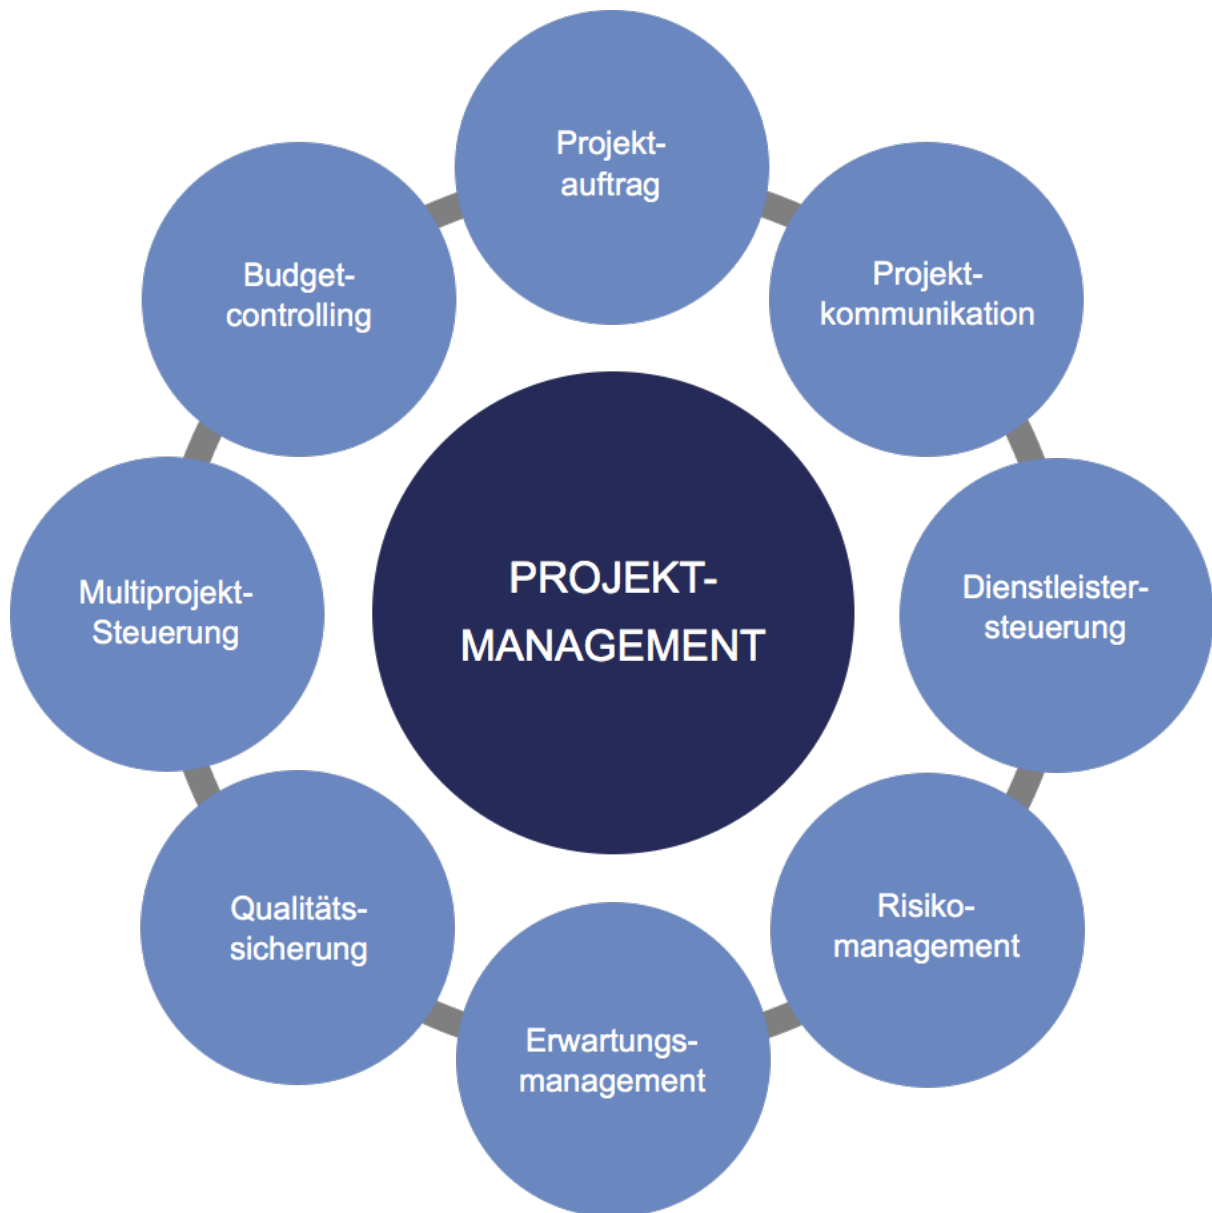 Projekt-
auftrag
Projekt-
kommunikation
Dienstleister-
steuerung
Risiko-
management
Erwartungs-
management
Qualitäts-
sicherung
Multiprojekt-
Steuerung
Budget-
controlling
PROJEKT-
MANAGEMENT